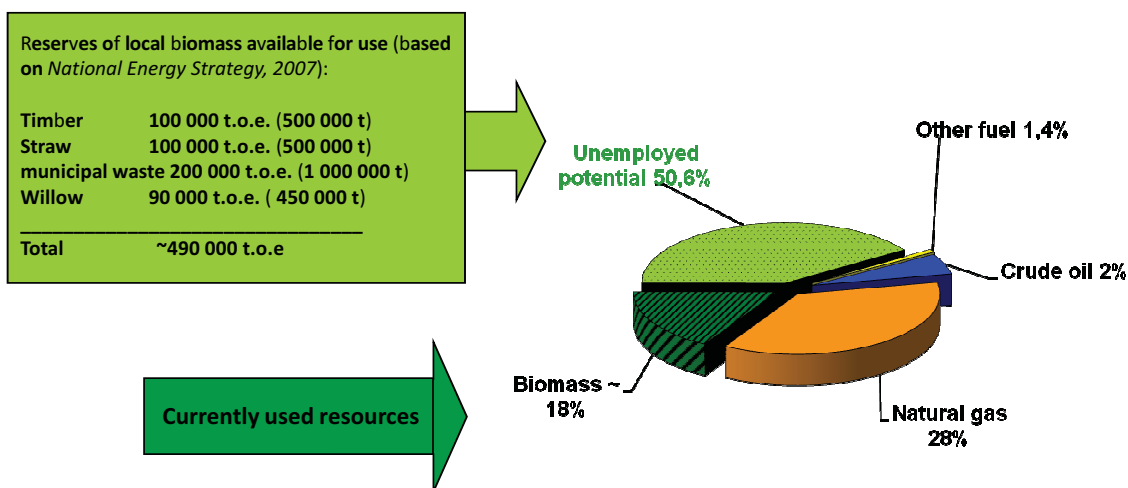 Reserves of local biomass available for use (based
on National Energy Strategy, 2007):
Timber 100 000 t.o.e. (500 000 t)
Straw 100 000 t.o.e. (500 000 t)
municipal waste 200 000 t.o.e. (1 000 000 t)
Willow 90 000 t.o.e. ( 450 000 t)
Total ~490 000 t.o.e
Currently used resources
Unemployed
potential 50,6%
Other fuel 1,4%
Crude oil 2%
Natural gas
28%
Biomass ~
18%